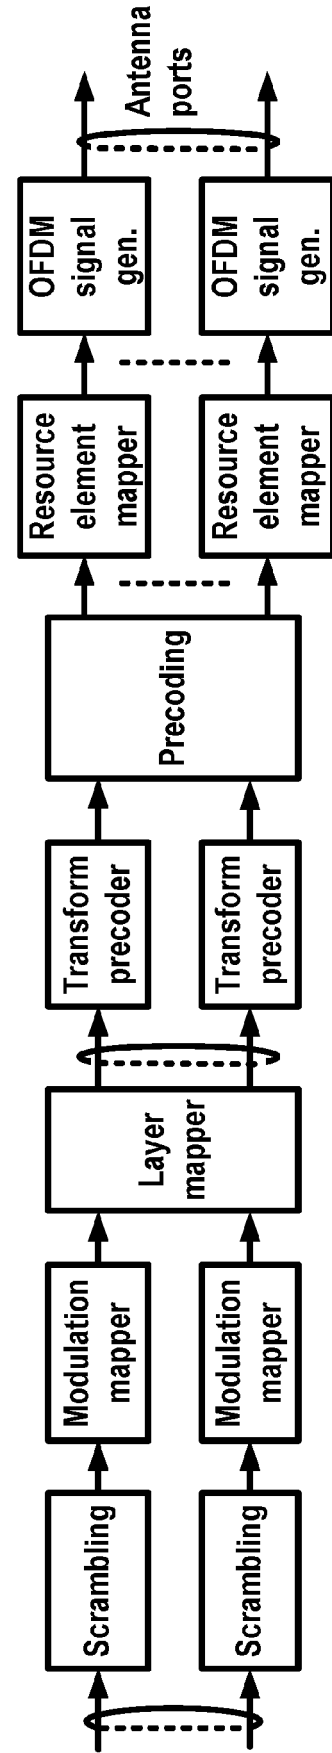 Scrambling
Modulation
mapper
Layer
mapper
Transform
precoder
Precoding
Resource
element
mapper
OFDM
signal
gen.
Antenna
ports
Scrambling
Modulation
mapper
Transform
precoder
Resource
element
mapper
OFDM
signal
gen.